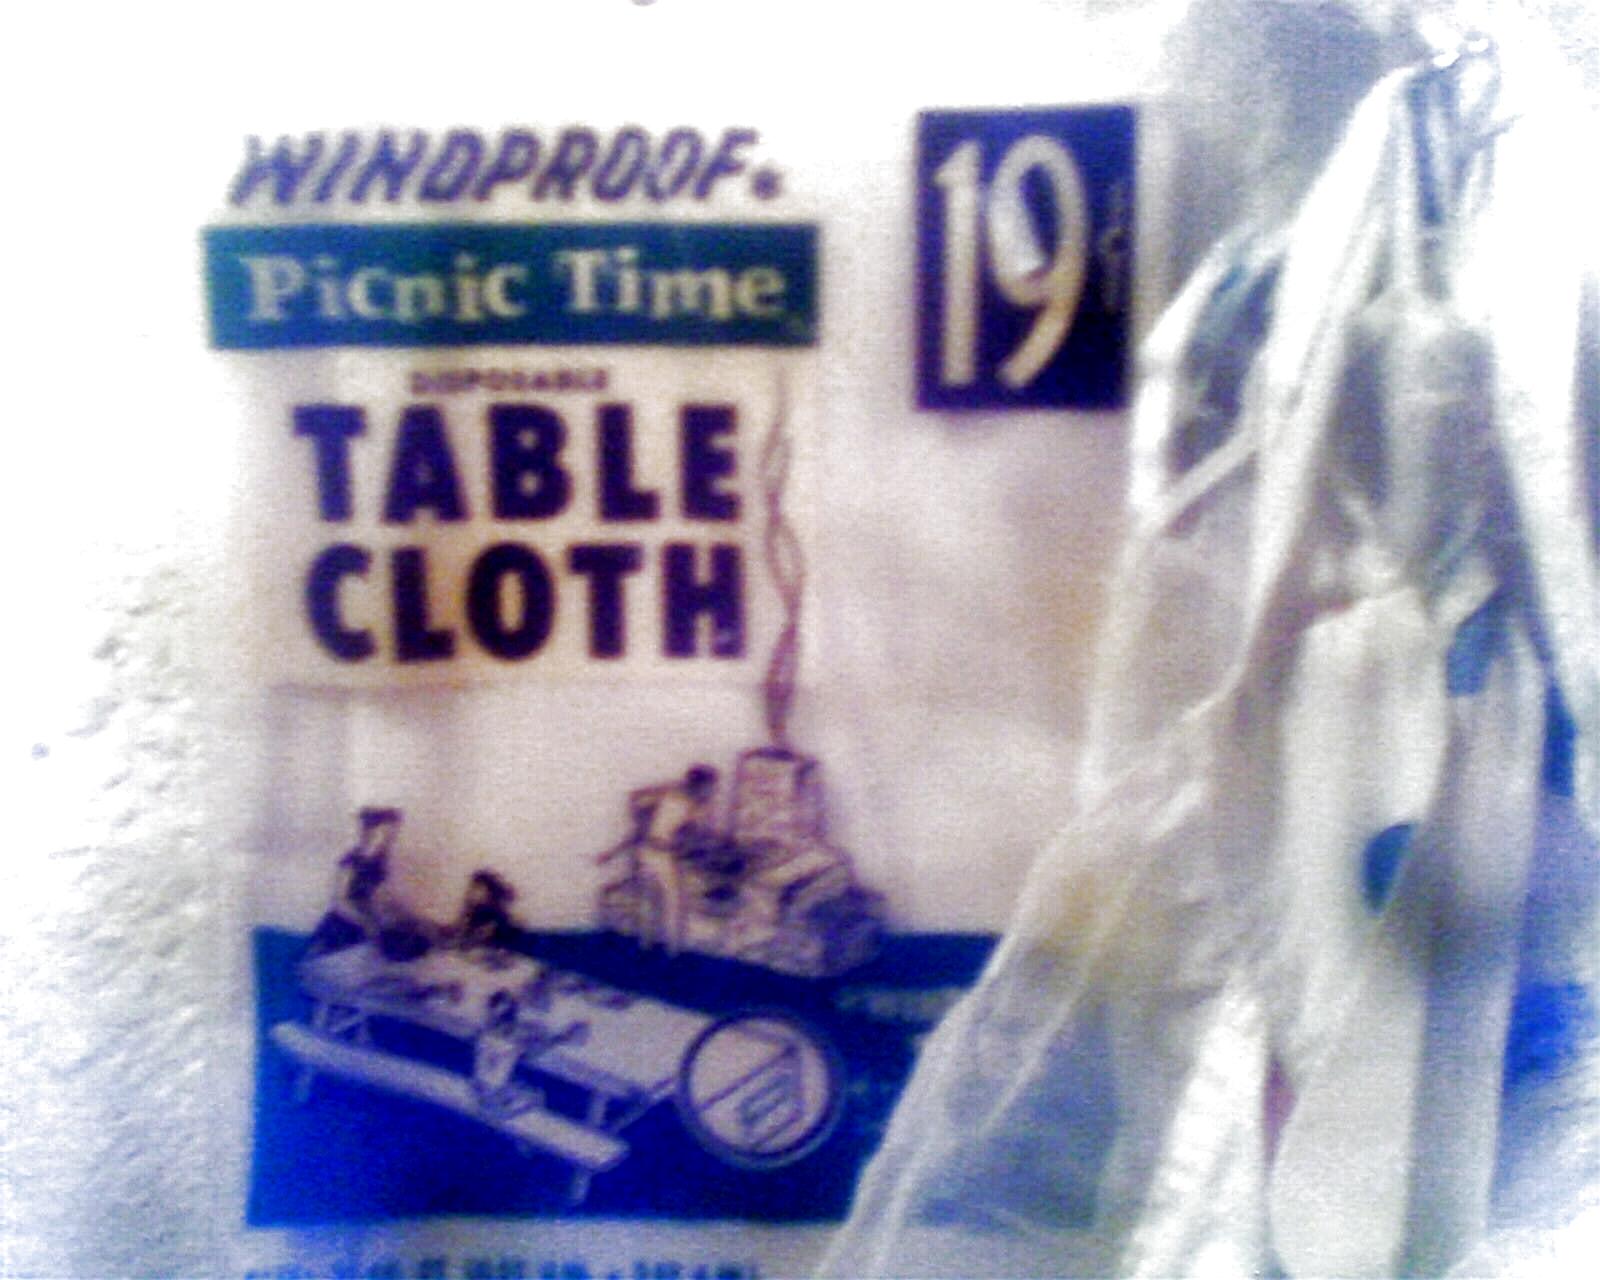 WINDPROOF
Picnic Time
DISPOSABLE
TABLE
CLOTH
19